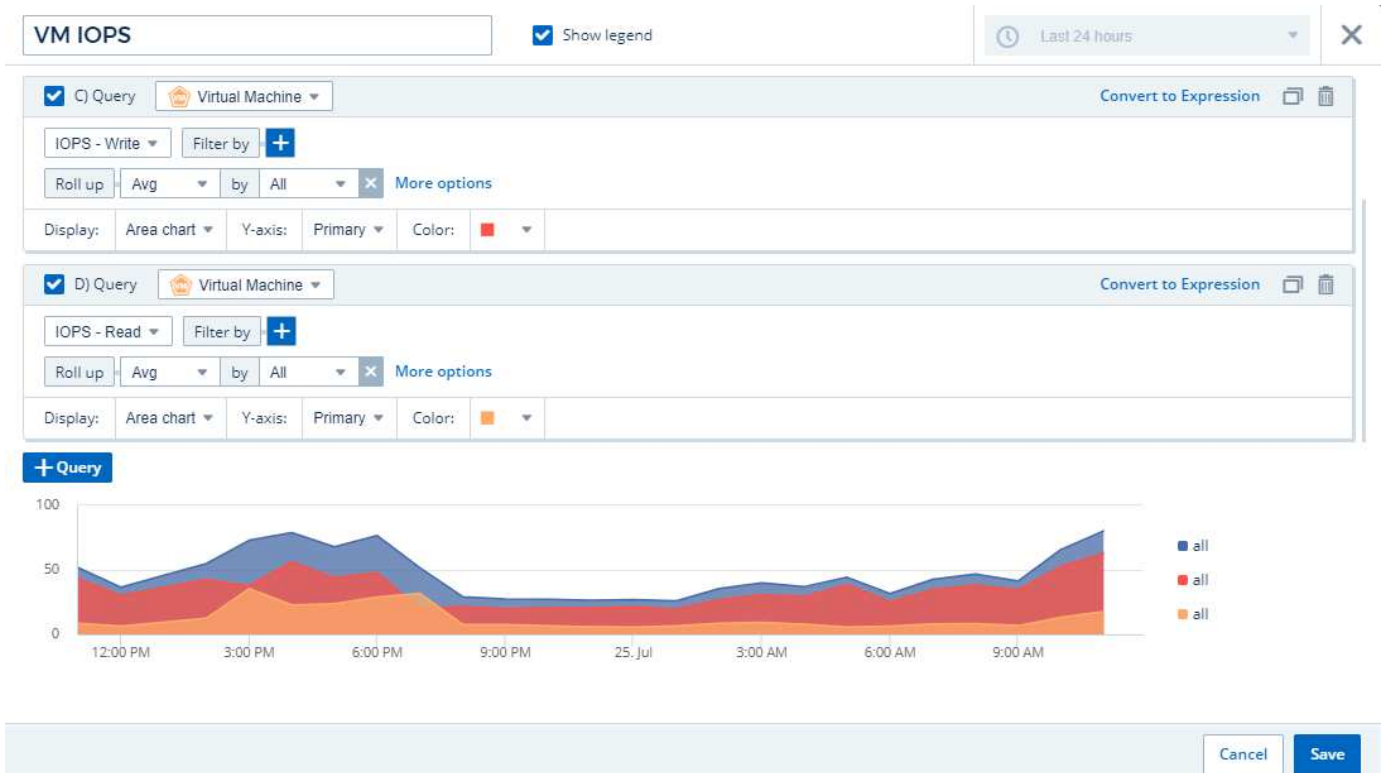 VM IOPS Show legend Last 24 hours
C) Query Virtual Machine Convert to Expression
IOPS - Write Filter by +
Roll up Avg by All × More options
Display: Area chart Y-axis: Primary Color:
D) Query Virtual Machine Convert to Expression
IOPS - Read Filter by +
Roll up Avg by All × More options
Display: Area chart Y-axis: Primary Color:
+ Query
100
50
0
all
all
all
12:00 PM 3:00 PM 6:00 PM 9:00 PM 25. Jul 3:00 AM 6:00 AM 9:00 AM
Cancel Save